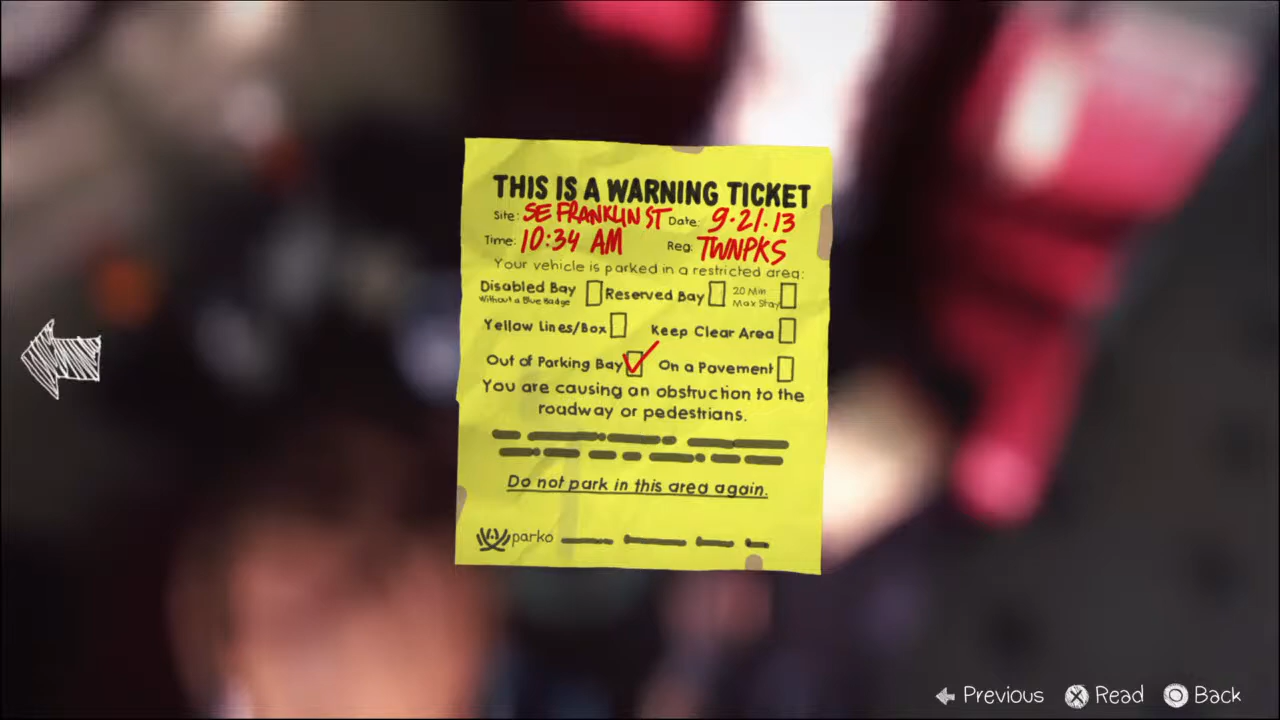 THIS IS A WARNING TICKET
Site: SE FRANKLIN ST Date: 9.21.13
Time: 10:34 AM Reg: TWNPKS
Your vehicle is parked in a restricted area:
Disabled Bay Reserved Bay 20 Min
Without a Blue Badge Max Stay
Yellow Lines/Box Keep Clear Area
Out of Parking Bay On a Pavement
You are causing an obstruction to the
roadway or pedestrians.
Do not park in this area again.
parko
Previous Read Back